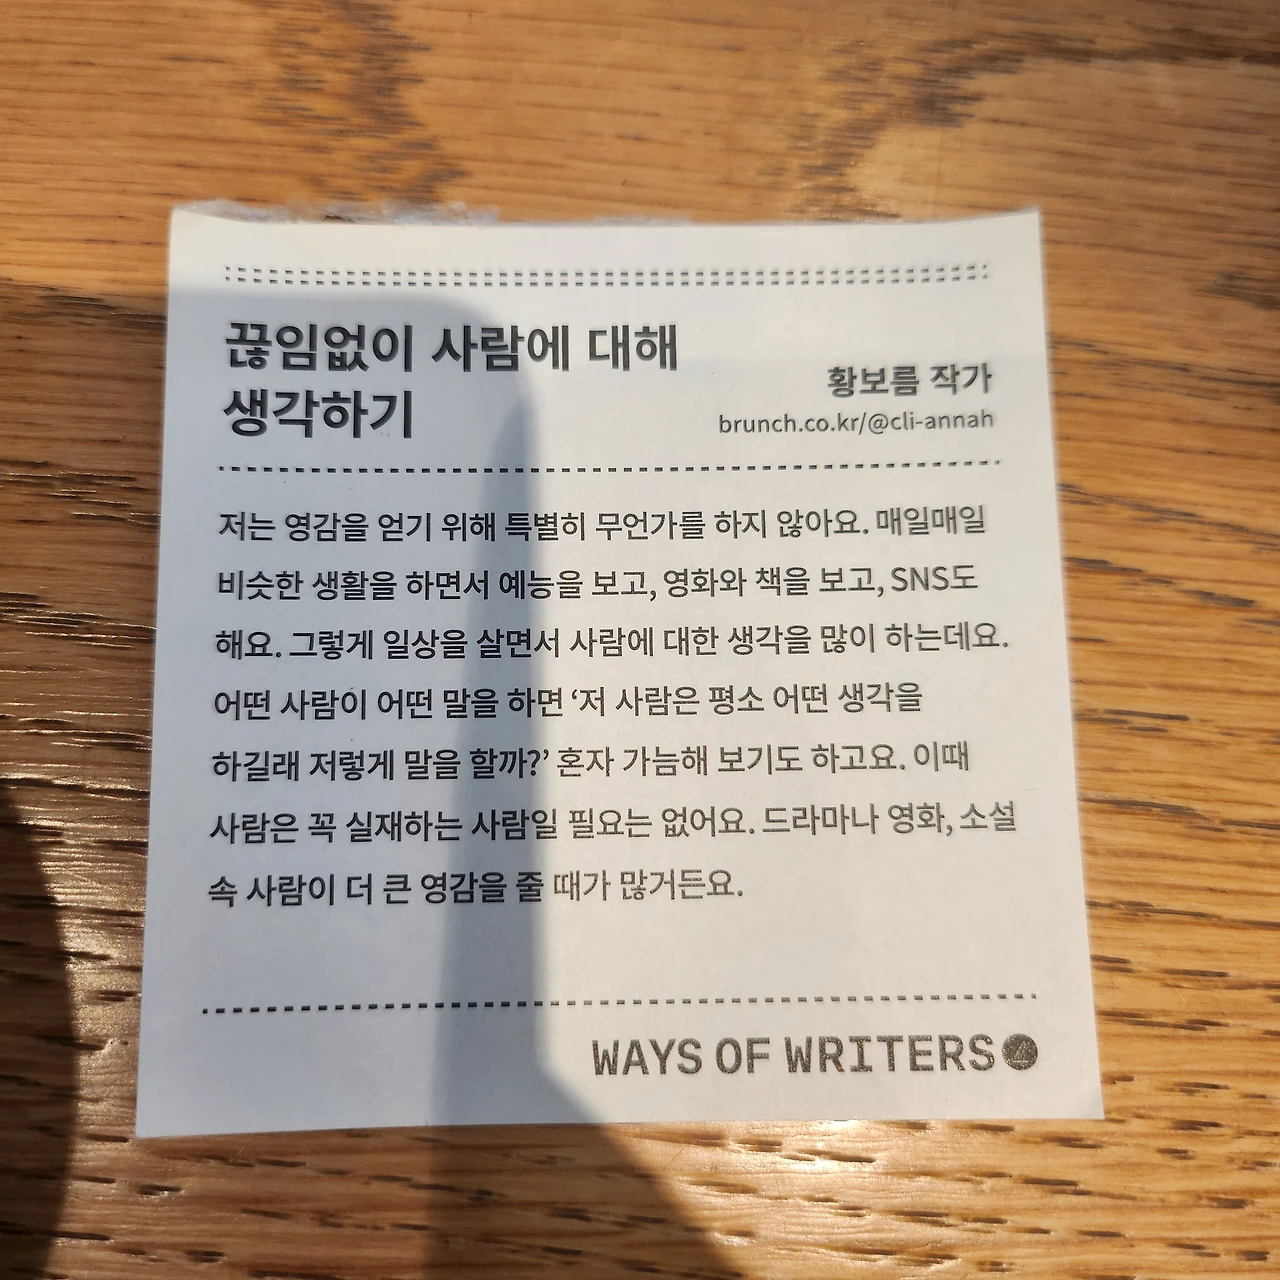 끊임없이 사람에 대해
생각하기
황보름 작가
brunch.co.kr/@cli-annah
저는 영감을 얻기 위해 특별히 무언가를 하지 않아요. 매일매일
비슷한 생활을 하면서 예능을 보고, 영화와 책을 보고, SNS도
해요. 그렇게 일상을 살면서 사람에 대한 생각을 많이 하는데요.
어떤 사람이 어떤 말을 하면 ‘저 사람은 평소 어떤 생각을
하길래 저렇게 말을 할까?’ 혼자 가늠해 보기도 하고요. 이때
사람은 꼭 실재하는 사람일 필요는 없어요. 드라마나 영화, 소설
속 사람이 더 큰 영감을 줄 때가 많거든요.
WAYS OF WRITERS